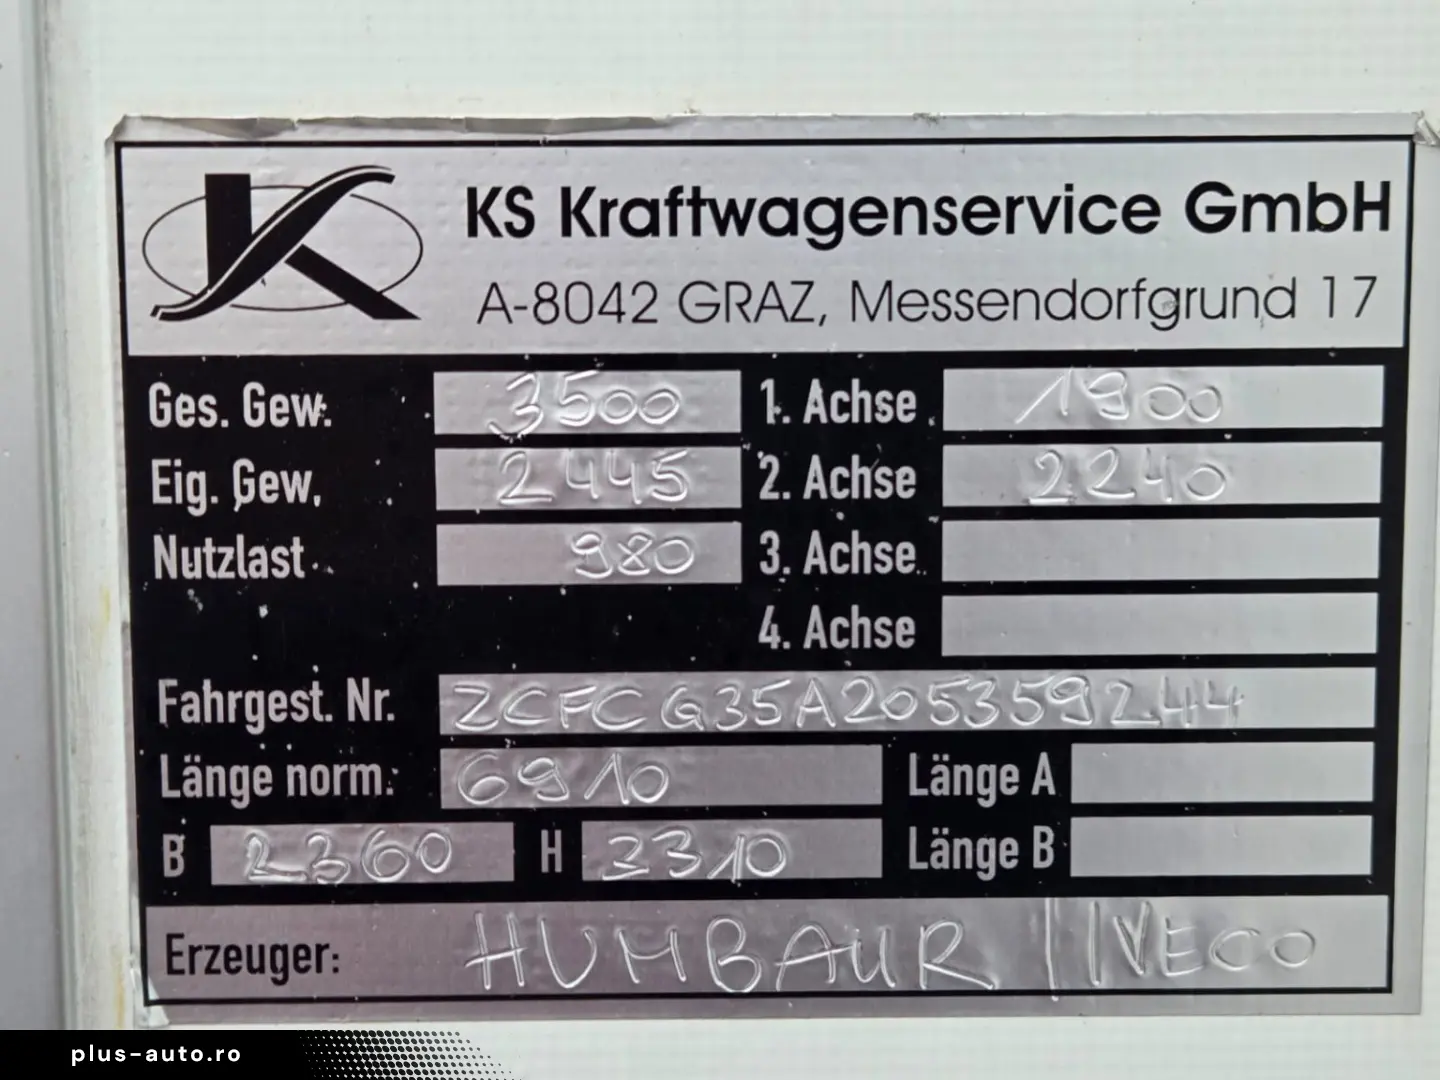 KS Kraftwagenservice GmbH
A-8042 GRAZ, Messendorfgrund 17
Ges. Gew. 3500 1. Achse 1900
Eig. Gew. 2445 2. Achse 2240
Nutzlast 980 3. Achse
4. Achse
Fahrgest. Nr. ZCFCG35A205359244
Länge norm.: 6910 Länge A
B 2360 H 3310 Länge B
Erzeuger: HUMBAUR / IVECO
plus-auto.ro